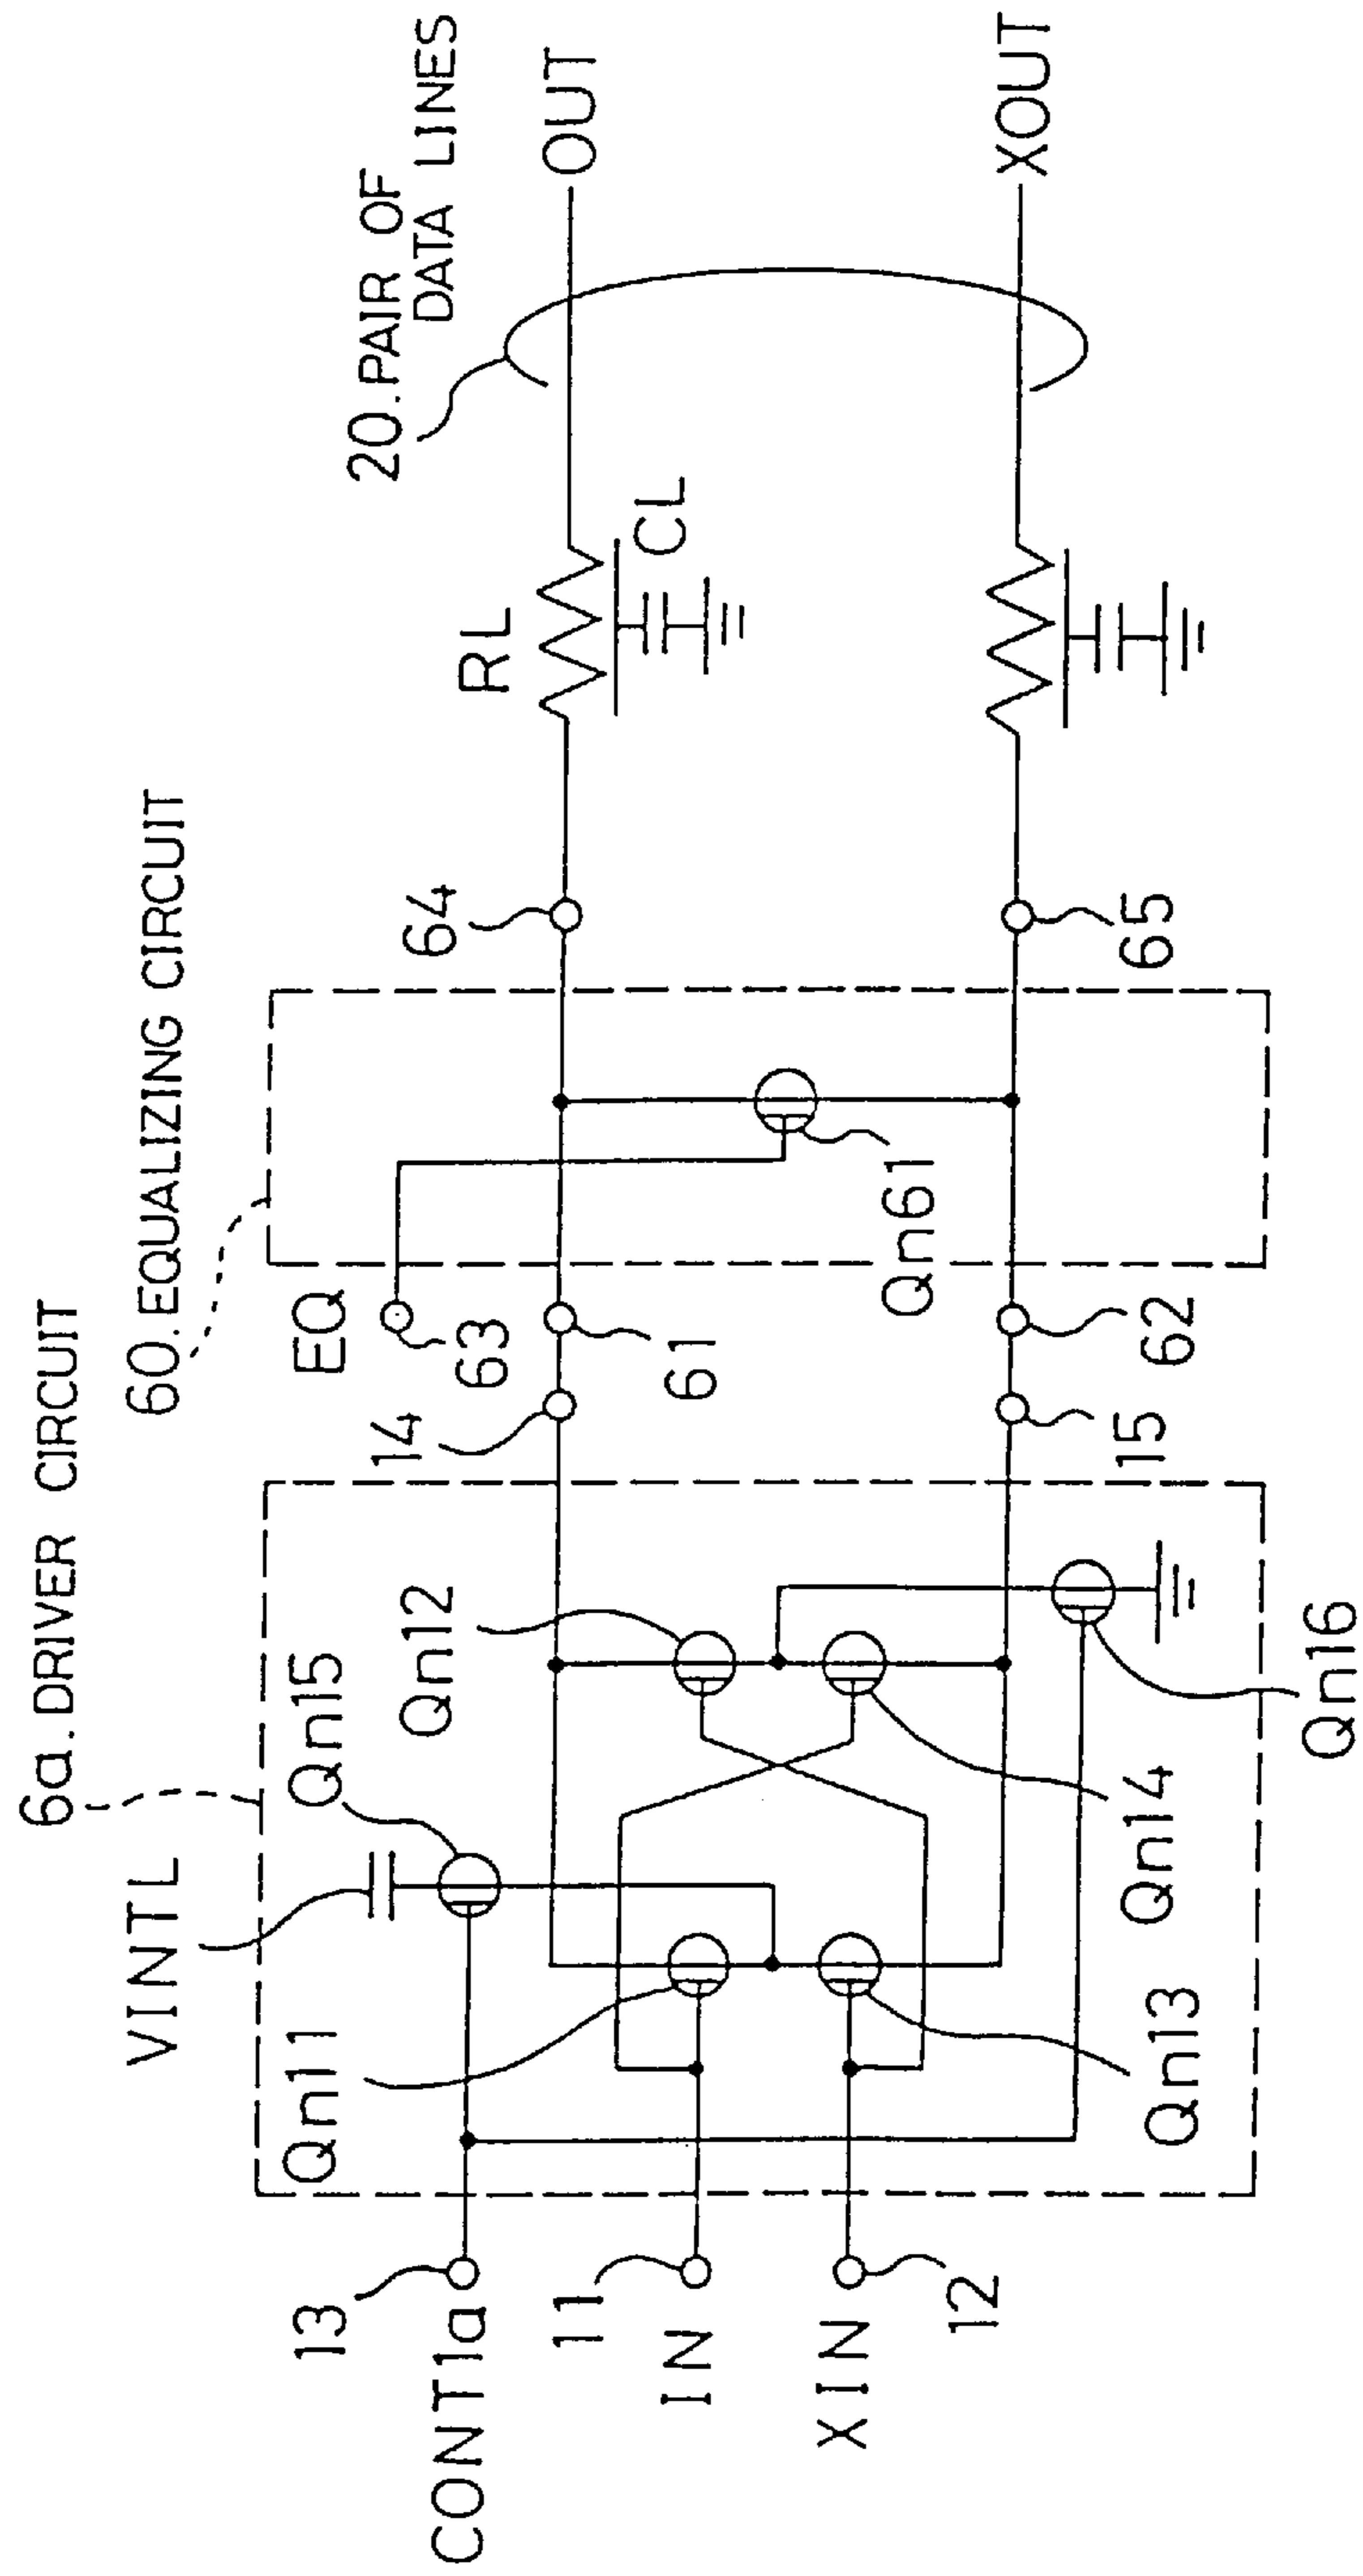 6a.DRIVER CIRCUIT
60.EQUALIZING CIRCUIT
20.PAIR OF
DATA LINES
VINTL
Qn15
Qn12
14
EQ
63
61
64
RL
CL
OUT
13
CONT1a
Qn11
11
IN
XIN
12
Qn13
Qn14
Qn16
15
62
Qn61
65
XOUT